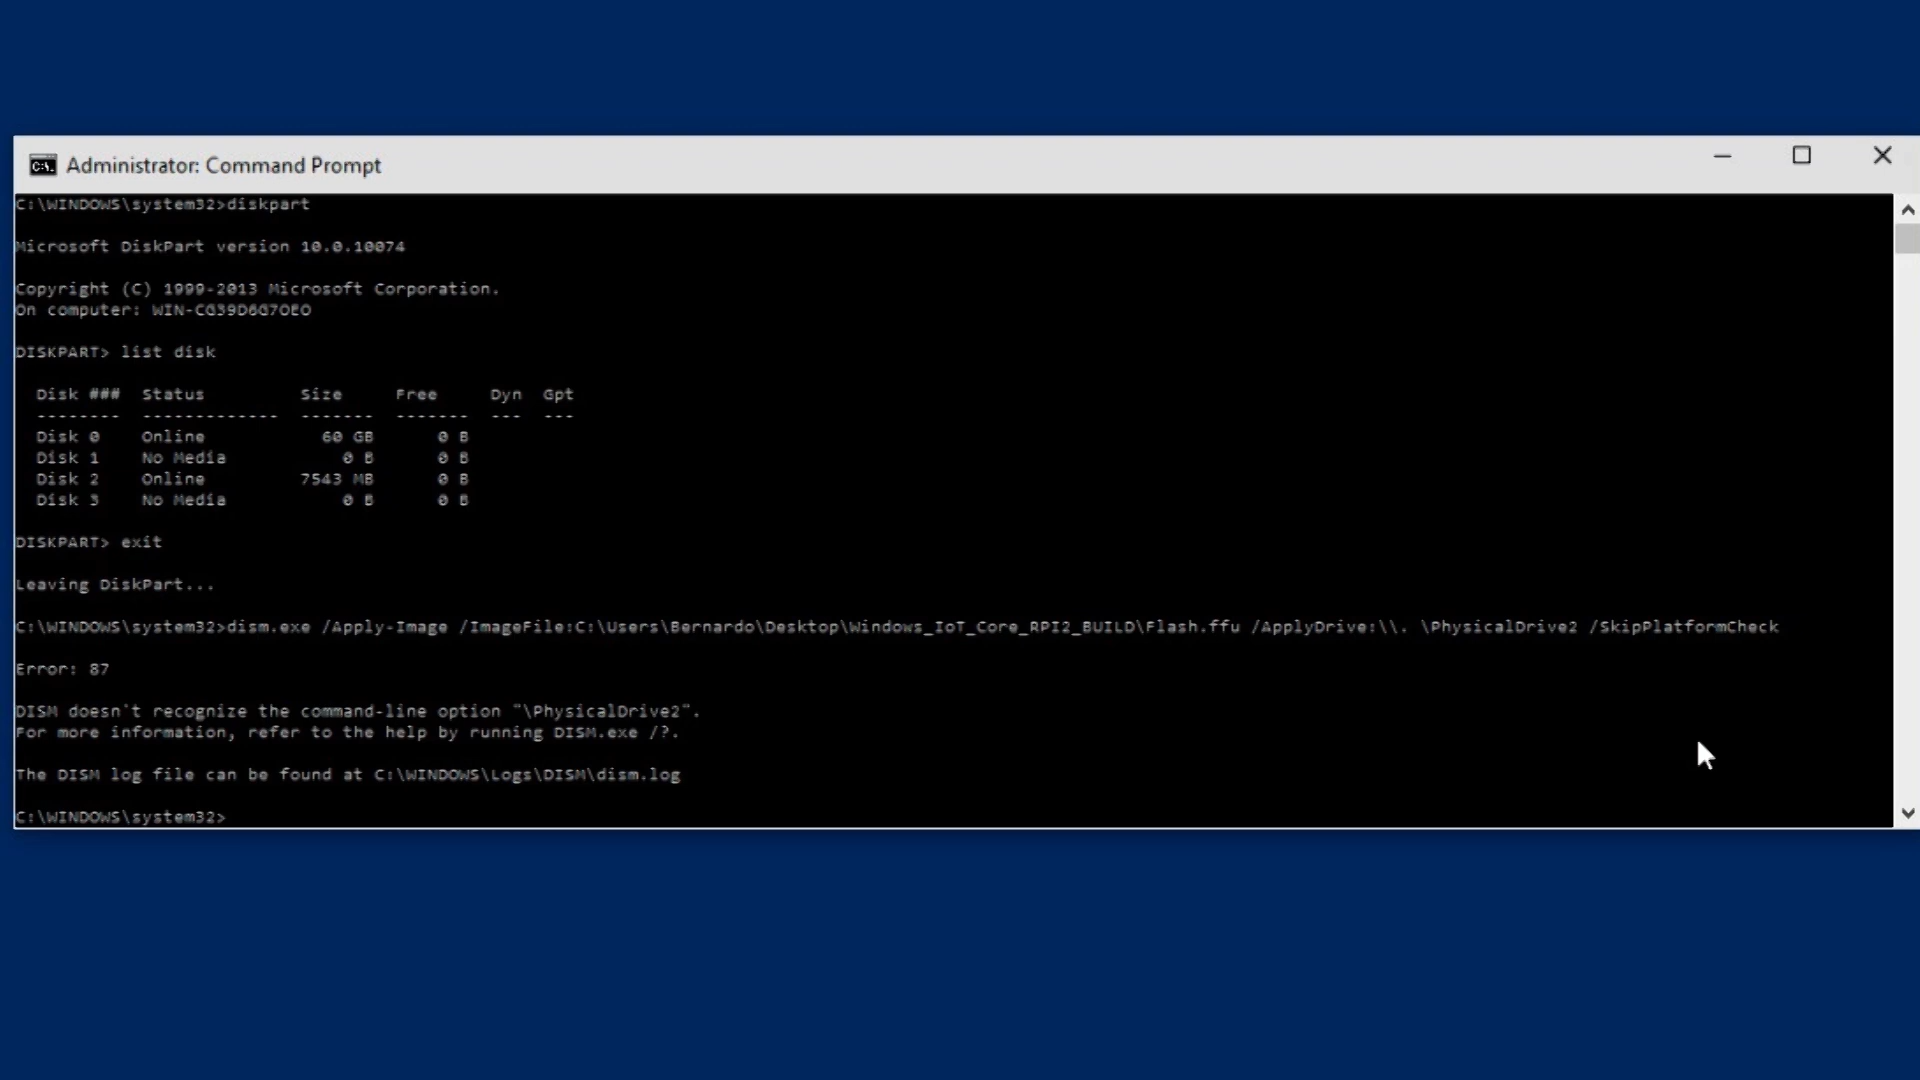 Administrator: Command Prompt
C:\WINDOWS\system32>diskpart
Microsoft DiskPart version 10.0.10074
Copyright (C) 1999-2013 Microsoft Corporation.
On computer: WIN-CG39D6G7OEO
DISKPART> list disk
Disk ### Status Size Free Dyn Gpt
-------- ------------- ------- ------- --- ---
Disk 0 Online 60 GB 0 B
Disk 1 No Media 0 B 0 B
Disk 2 Online 7543 MB 0 B
Disk 3 No Media 0 B 0 B
DISKPART> exit
Leaving DiskPart...
C:\WINDOWS\system32>dism.exe /Apply-Image /ImageFile:C:\Users\Bernardo\Desktop\Windows_IoT_Core_RPI2_BUILD\Flash.ffu /ApplyDrive:\\. \PhysicalDrive2 /SkipPlatformCheck
Error: 87
DISM doesn't recognize the command-line option "\PhysicalDrive2".
For more information, refer to the help by running DISM.exe /?.
The DISM log file can be found at C:\WINDOWS\Logs\DISM\dism.log
C:\WINDOWS\system32>